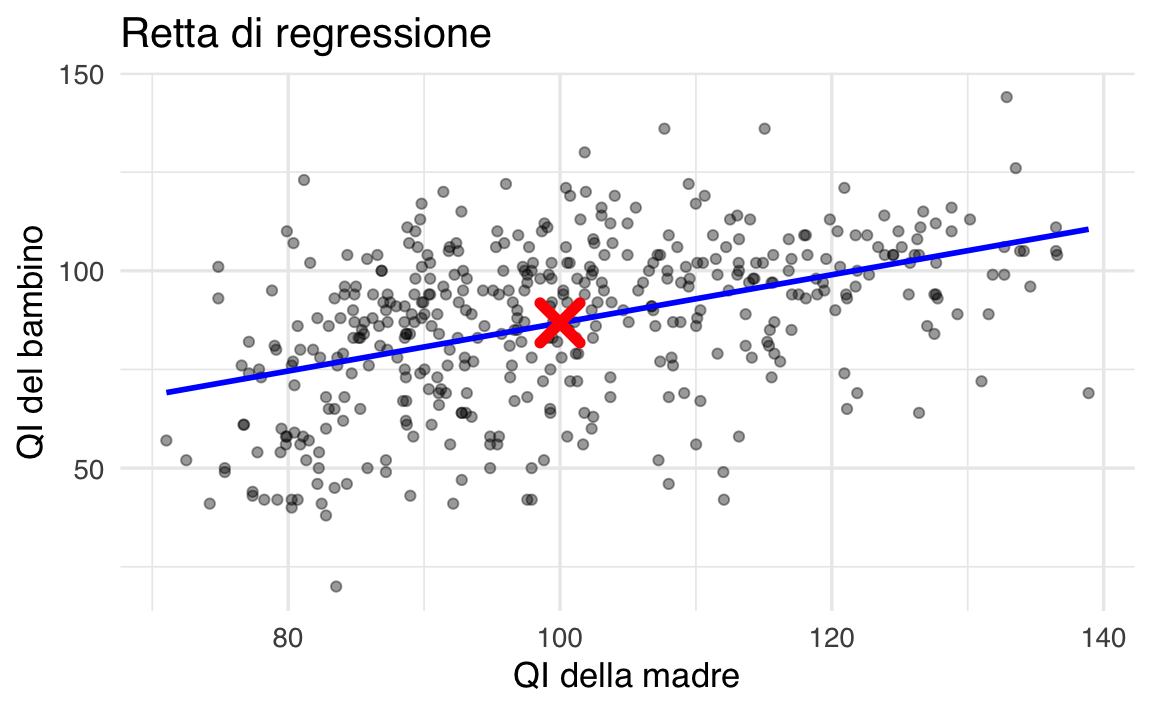 Retta di regressione
150
100
50
QI del bambino
80 100 120 140
QI della madre